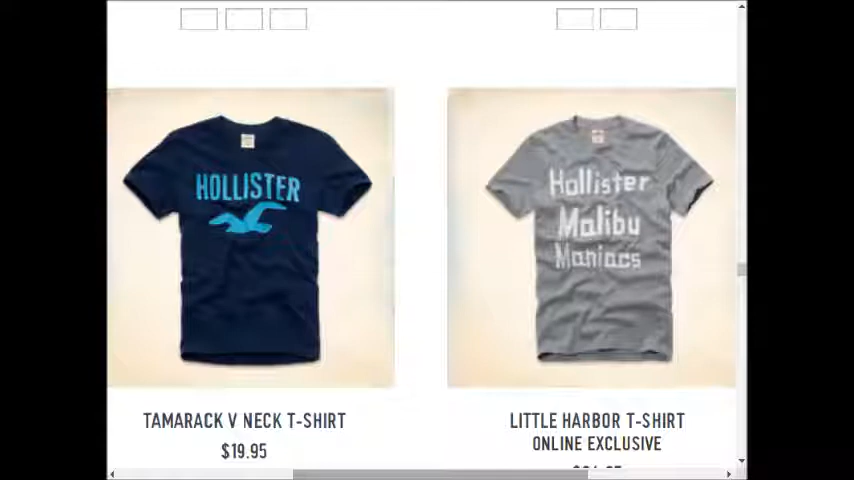 HOLLISTER
Hollister
Malibu
Maniacs
TAMARACK V NECK T-SHIRT
$19.95
LITTLE HARBOR T-SHIRT
ONLINE EXCLUSIVE